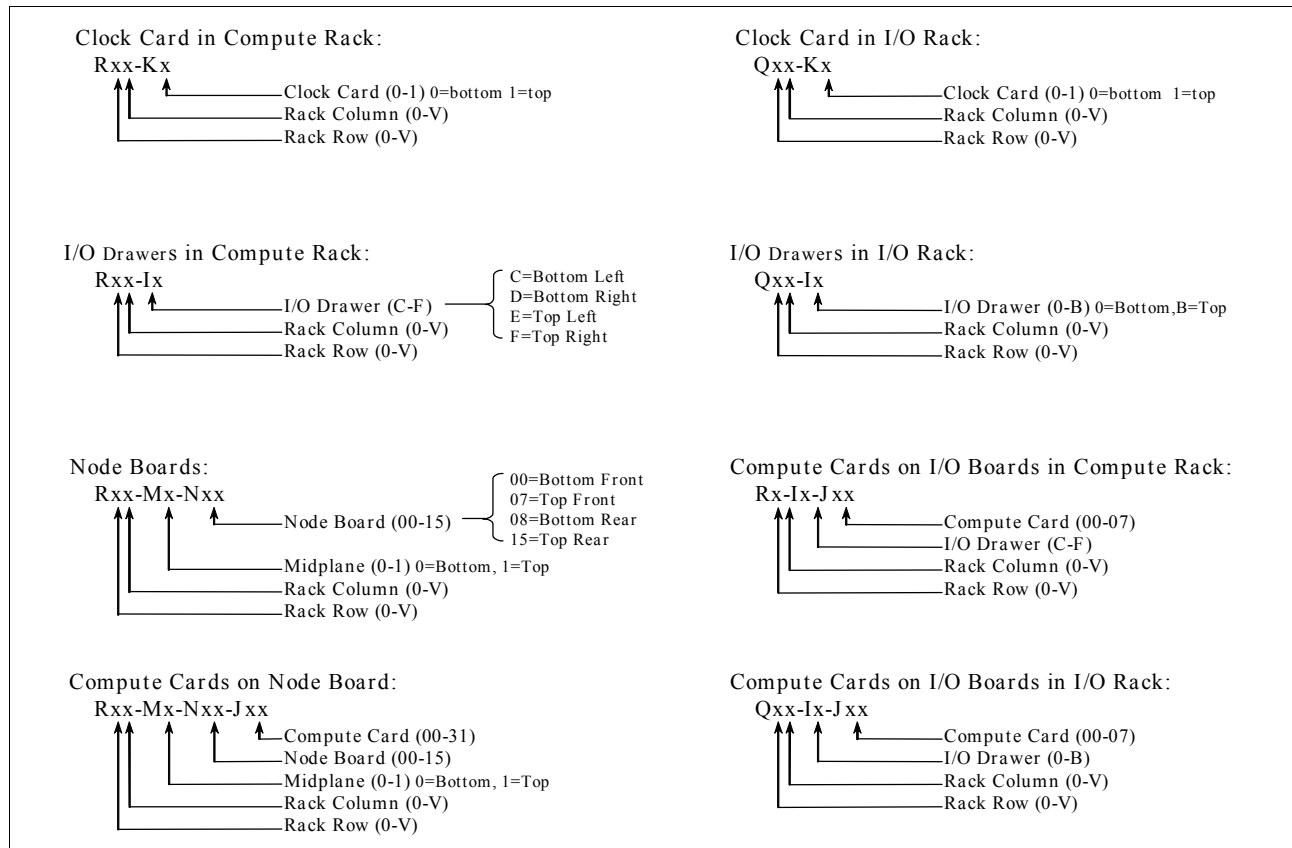 Clock Card in Compute Rack:
Rxx-Kx
Clock Card (0-1) 0=bottom 1=top
Rack Column (0-V)
Rack Row (0-V)
Clock Card in I/O Rack:
Qxx-Kx
Clock Card (0-1) 0=bottom 1=top
Rack Column (0-V)
Rack Row (0-V)
I/O Drawers in Compute Rack:
Rxx-Ix
I/O Drawer (C-F)
C=Bottom Left
D=Bottom Right
E=Top Left
F=Top Right
Rack Column (0-V)
Rack Row (0-V)
I/O Drawers in I/O Rack:
Qxx-Ix
I/O Drawer (0-B) 0=Bottom,B=Top
Rack Column (0-V)
Rack Row (0-V)
Node Boards:
Rxx-Mx-Nxx
Node Board (00-15)
00=Bottom Front
07=Top Front
08=Bottom Rear
15=Top Rear
Midplane (0-1) 0=Bottom, 1=Top
Rack Column (0-V)
Rack Row (0-V)
Compute Cards on I/O Boards in Compute Rack:
Rx-Ix-Jxx
Compute Card (00-07)
I/O Drawer (C-F)
Rack Column (0-V)
Rack Row (0-V)
Compute Cards on Node Board:
Rxx-Mx-Nxx-Jxx
Compute Card (00-31)
Node Board (00-15)
Midplane (0-1) 0=Bottom, 1=Top
Rack Column (0-V)
Rack Row (0-V)
Compute Cards on I/O Boards in I/O Rack:
Qxx-Ix-Jxx
Compute Card (00-07)
I/O Drawer (0-B)
Rack Column (0-V)
Rack Row (0-V)